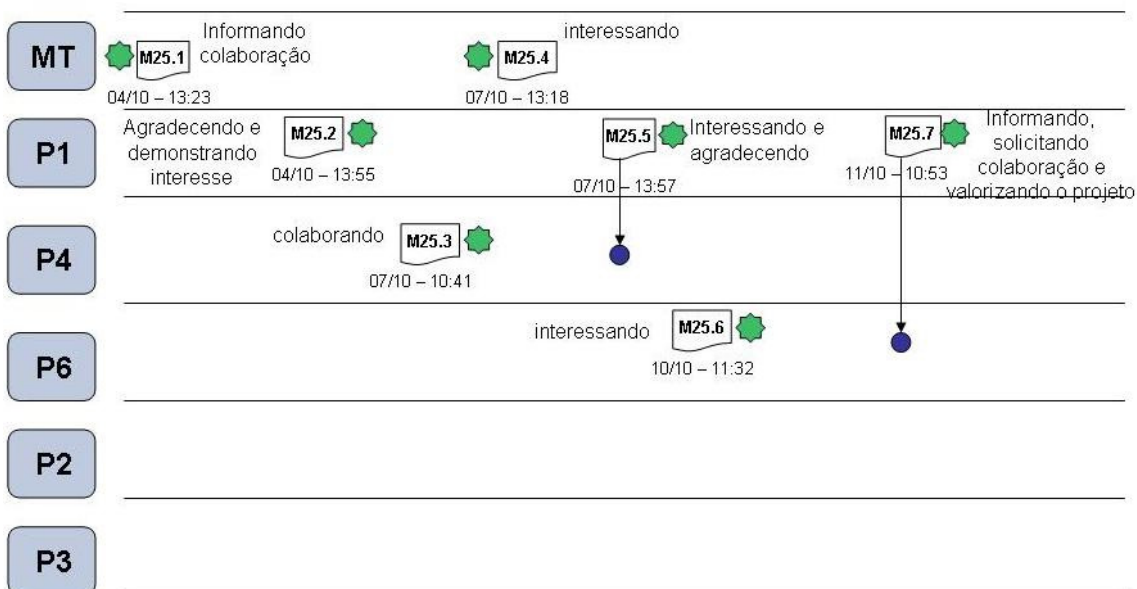 MT
M25.1
Informando
colaboração
04/10 – 13:23
M25.4
interessando
07/10 – 13:18
P1
Agradecendo e
demonstrando
interesse
M25.2
04/10 – 13:55
M25.5
Interessando e
agradecendo
07/10 – 13:57
M25.7
11/10 – 10:53
Informando,
solicitando
colaboração e
valorizando o projeto
P4
colaborando
M25.3
07/10 – 10:41
P6
interessando
M25.6
10/10 – 11:32
P2
P3